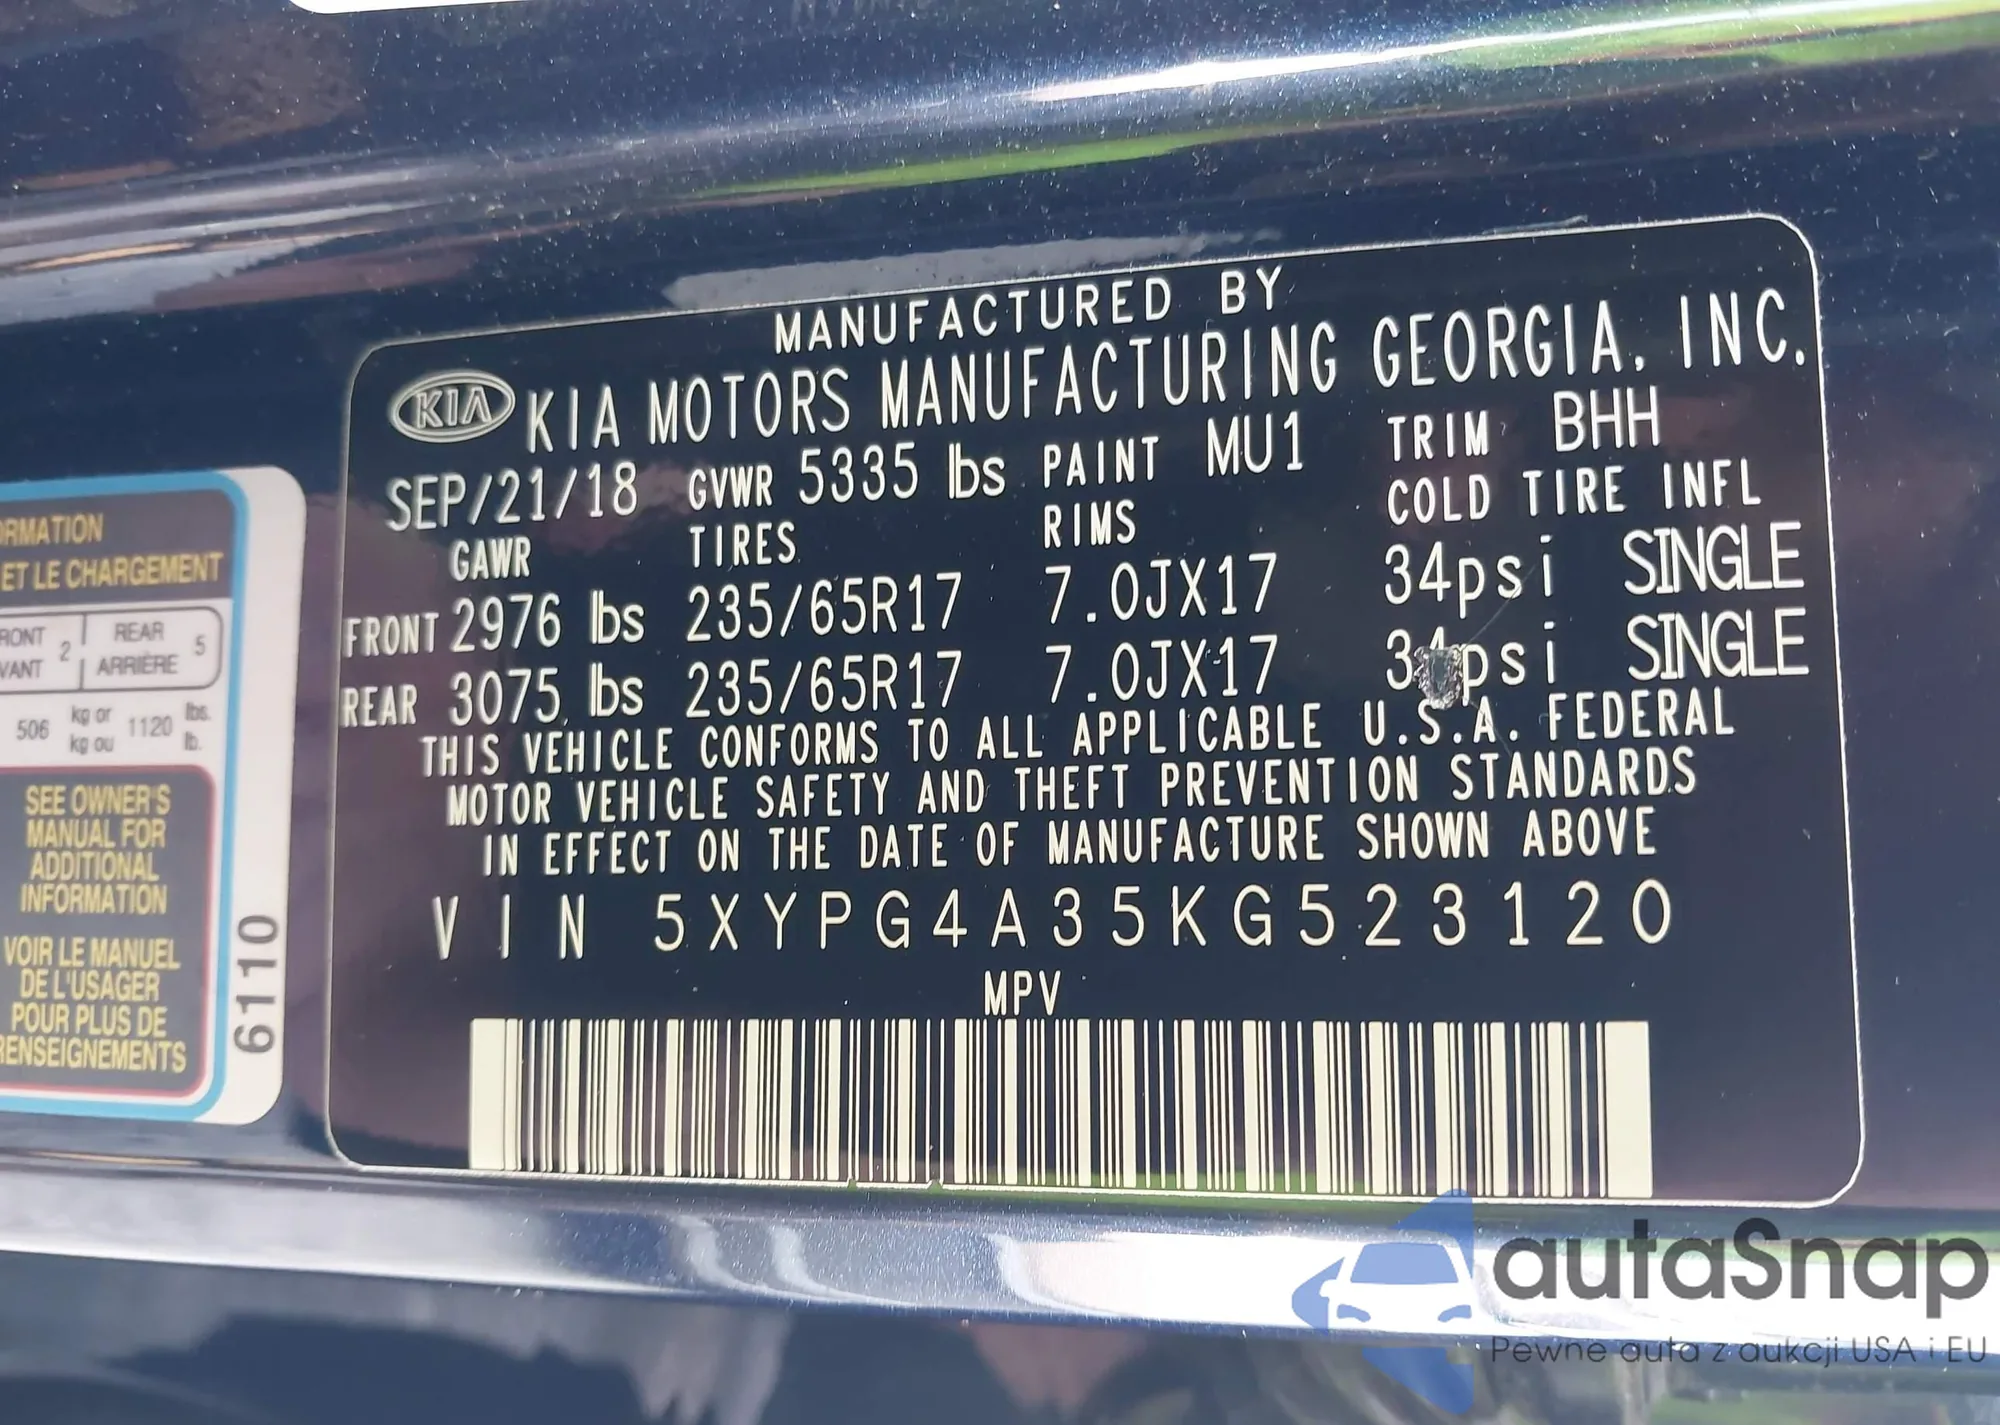 MANUFACTURED BY
KIA KIA MOTORS MANUFACTURING GEORGIA, INC.
SEP/21/18 GVWR 5335 lbs PAINT MU1 TRIM BHH
GAWR TIRES RIMS COLD TIRE INFL
FRONT 2976 lbs 235/65R17 7.0JX17 34psi SINGLE
REAR 3075 lbs 235/65R17 7.0JX17 34psi SINGLE
THIS VEHICLE CONFORMS TO ALL APPLICABLE U.S.A. FEDERAL
MOTOR VEHICLE SAFETY AND THEFT PREVENTION STANDARDS
IN EFFECT ON THE DATE OF MANUFACTURE SHOWN ABOVE
VIN 5XYPG4A35KG523120
MPV
ORMATION
ET LE CHARGEMENT
RONT 2 REAR 5
VANT ARRIÈRE
506 kg or 1120 lbs.
kg ou lb.
SEE OWNER'S
MANUAL FOR
ADDITIONAL
INFORMATION
VOIR LE MANUEL
DE L'USAGER
POUR PLUS DE
RENSEIGNEMENTS
6110
autaSnap
Pewne auta z aukcji USA i EU